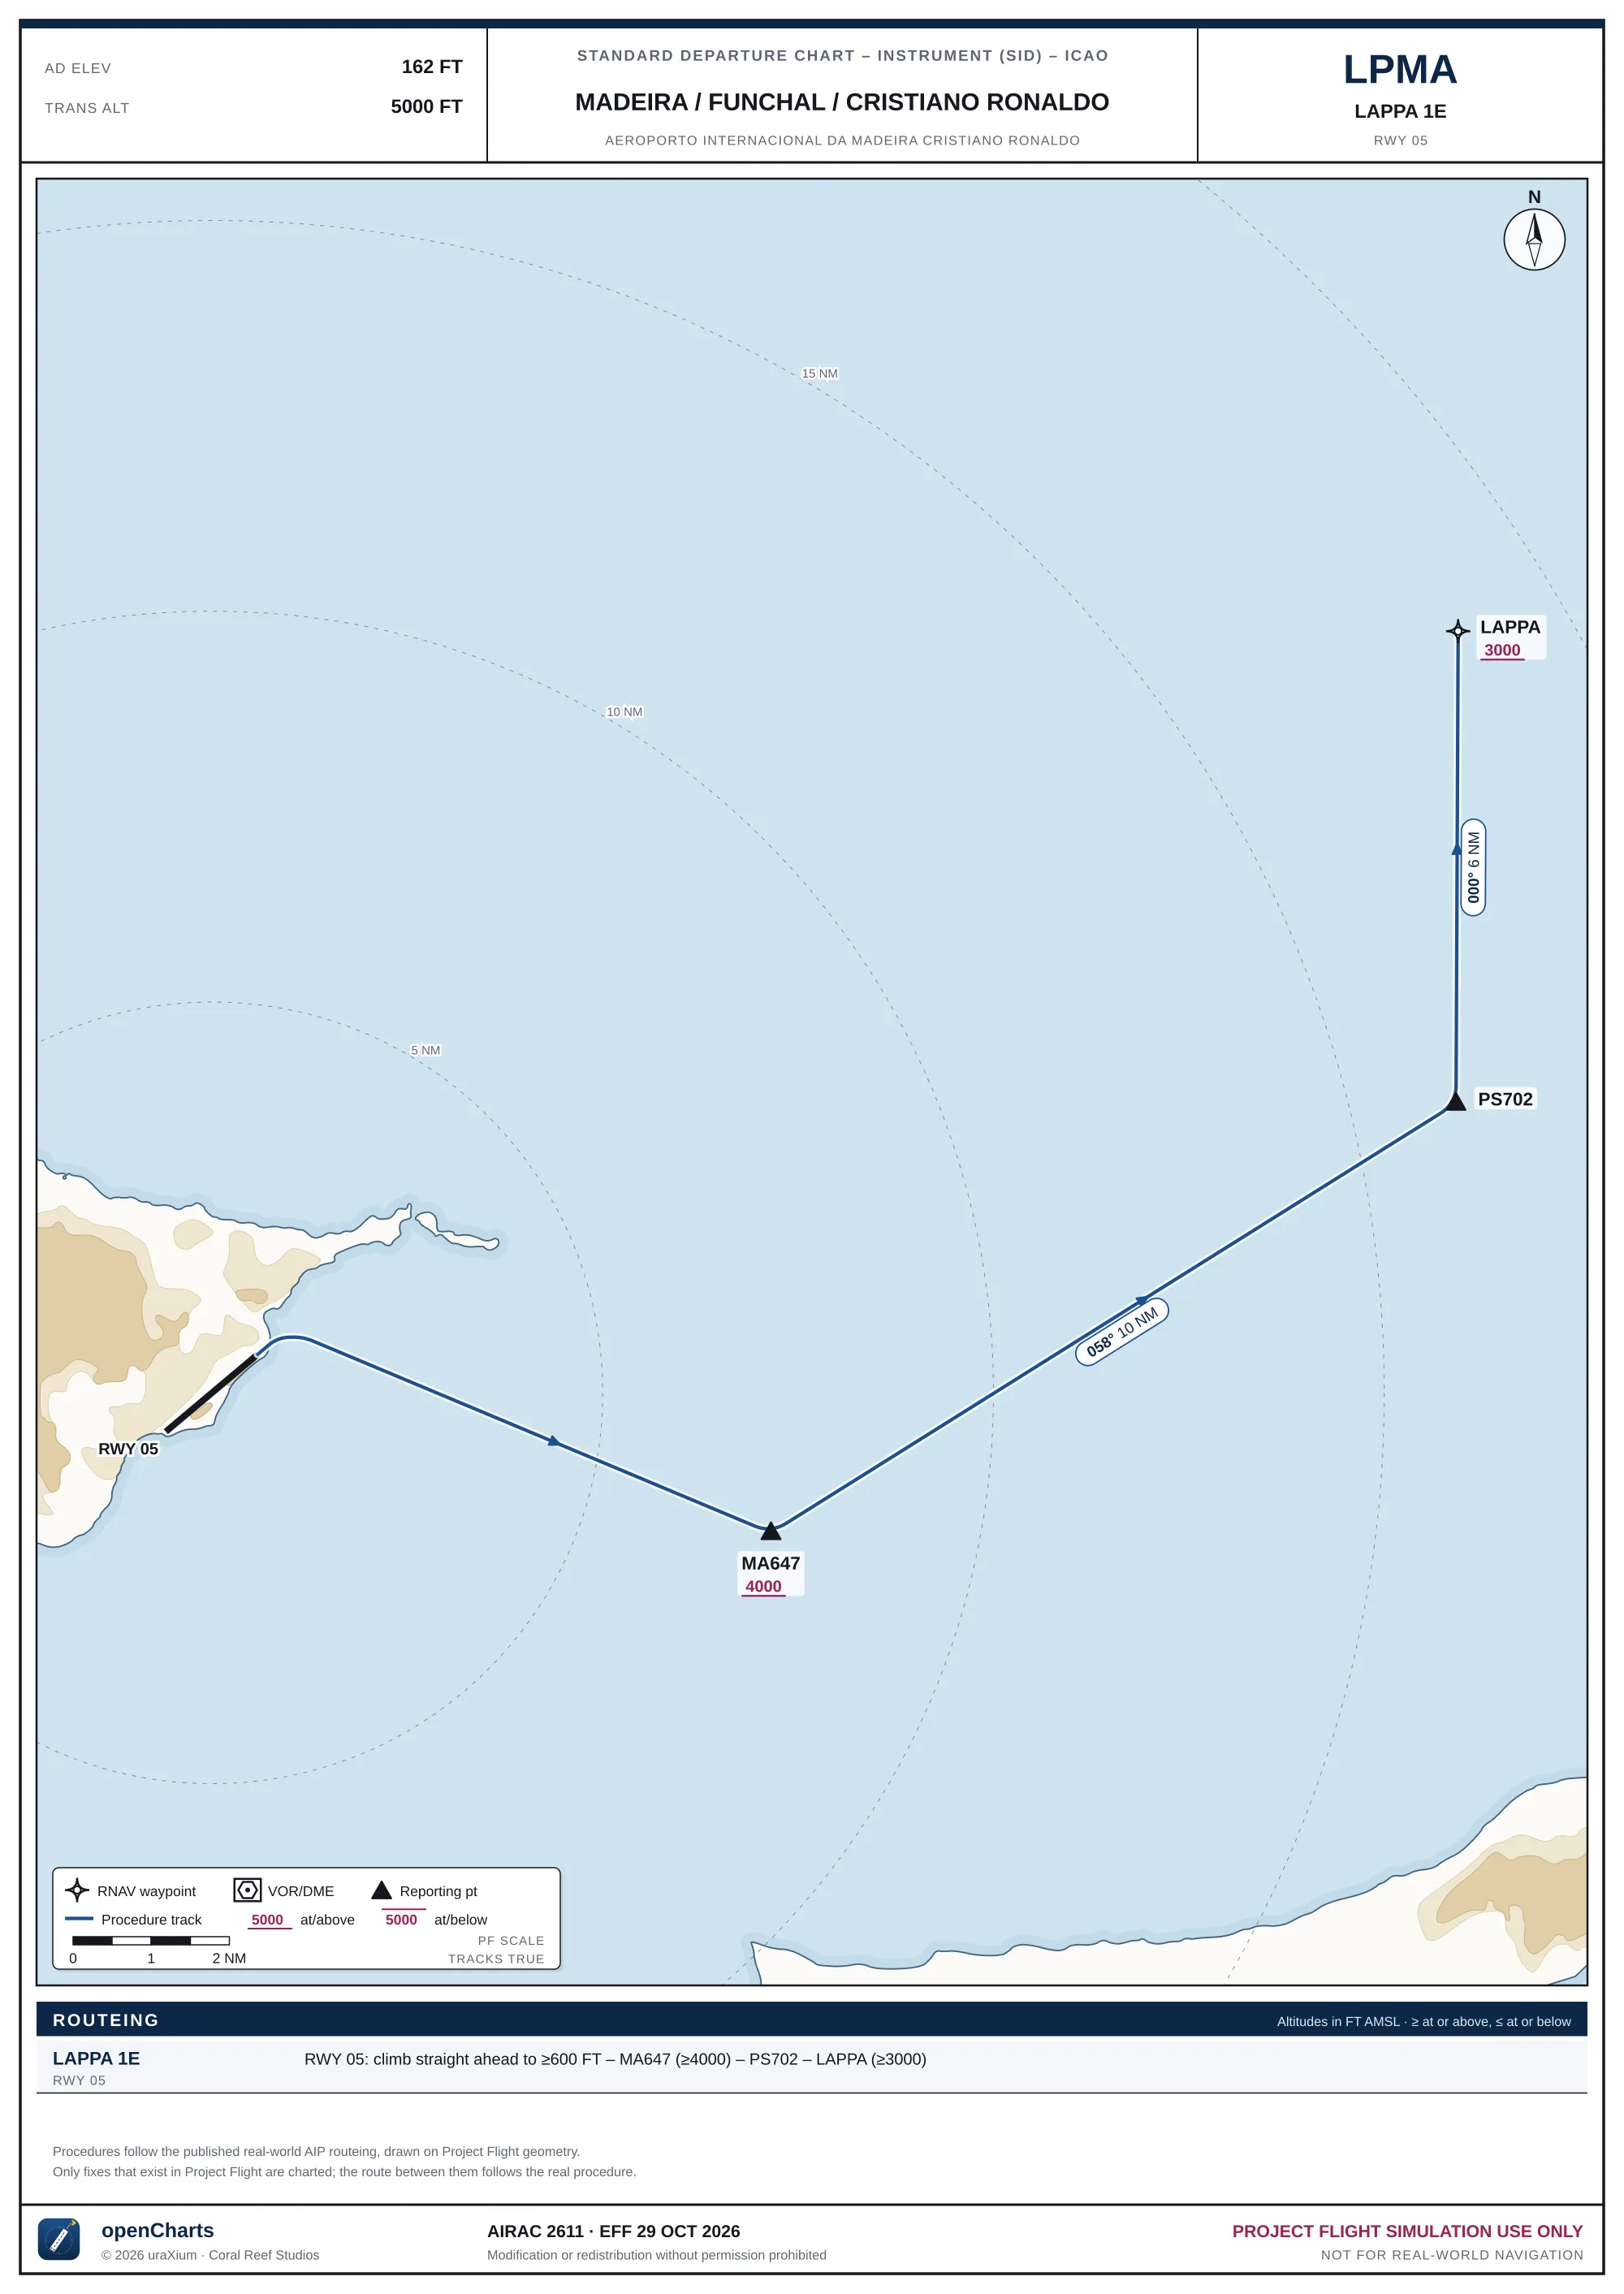 AD ELEV 162 FT
TRANS ALT 5000 FT
STANDARD DEPARTURE CHART – INSTRUMENT (SID) – ICAO
MADEIRA / FUNCHAL / CRISTIANO RONALDO
AEROPORTO INTERNACIONAL DA MADEIRA CRISTIANO RONALDO
LPMA
LAPPA 1E
RWY 05
N
15 NM
LAPPA
3000
10 NM
000° 6 NM
5 NM
PS702
058° 10 NM
RWY 05
MA647
4000
RNAV waypoint VOR/DME Reporting pt
Procedure track 5000 at/above 5000 at/below
PF SCALE
0 1 2 NM TRACKS TRUE
ROUTEING Altitudes in FT AMSL · ≥ at or above, ≤ at or below
LAPPA 1E RWY 05: climb straight ahead to ≥600 FT – MA647 (≥4000) – PS702 – LAPPA (≥3000)
RWY 05
Procedures follow the published real-world AIP routeing, drawn on Project Flight geometry.
Only fixes that exist in Project Flight are charted; the route between them follows the real procedure.
openCharts AIRAC 2611 · EFF 29 OCT 2026 PROJECT FLIGHT SIMULATION USE ONLY
© 2026 uraXium · Coral Reef Studios Modification or redistribution without permission prohibited NOT FOR REAL-WORLD NAVIGATION